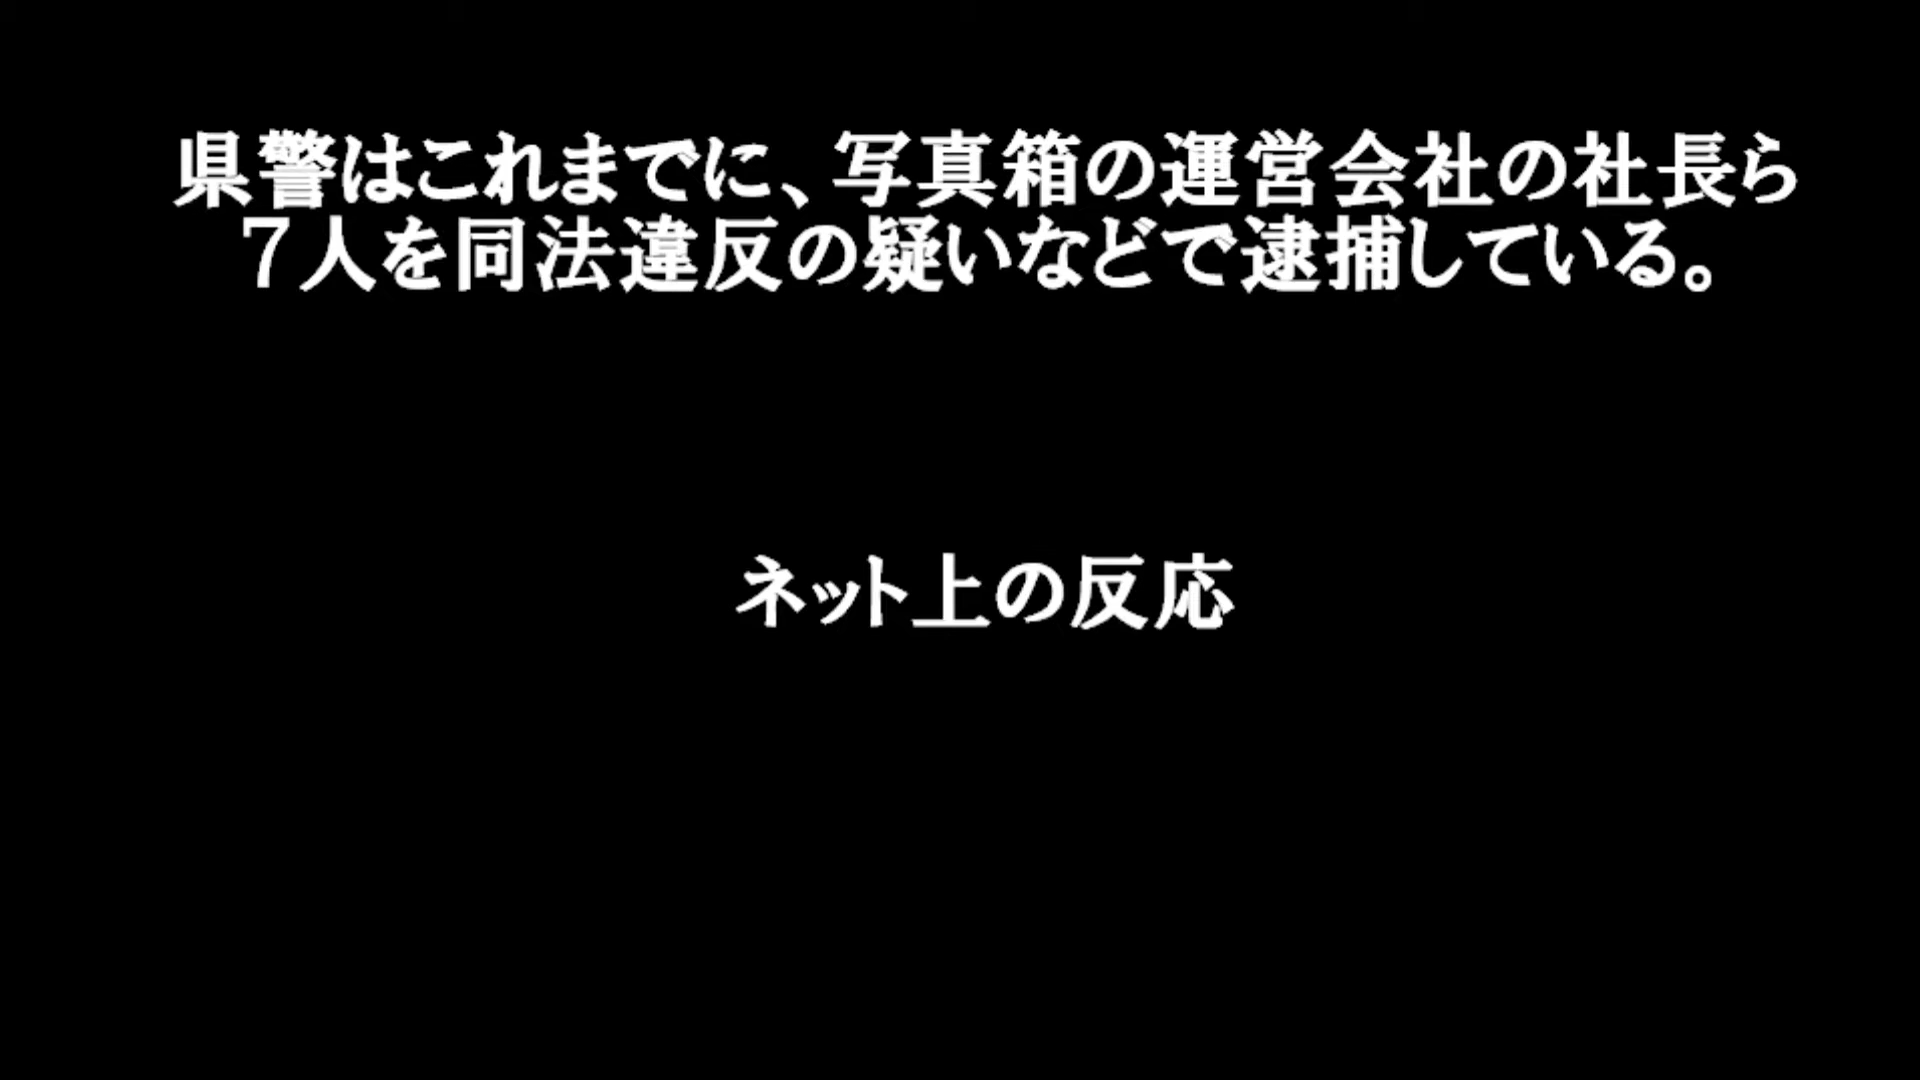 県警はこれまでに、写真箱の運営会社の社長ら
７人を同法違反の疑いなどで逮捕している。
ネット上の反応